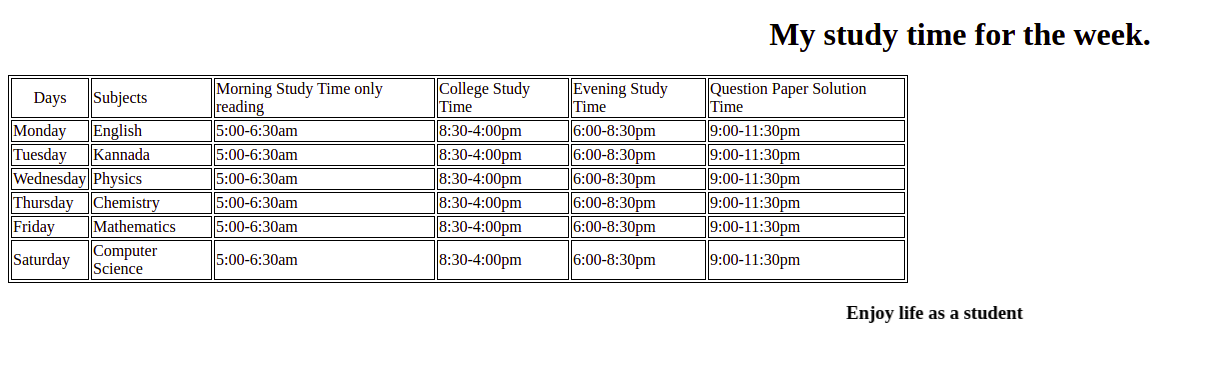 My study time for the week.
Days Subjects Morning Study Time only reading College Study Time Evening Study Time Question Paper Solution Time
Monday English 5:00-6:30am 8:30-4:00pm 6:00-8:30pm 9:00-11:30pm
Tuesday Kannada 5:00-6:30am 8:30-4:00pm 6:00-8:30pm 9:00-11:30pm
Wednesday Physics 5:00-6:30am 8:30-4:00pm 6:00-8:30pm 9:00-11:30pm
Thursday Chemistry 5:00-6:30am 8:30-4:00pm 6:00-8:30pm 9:00-11:30pm
Friday Mathematics 5:00-6:30am 8:30-4:00pm 6:00-8:30pm 9:00-11:30pm
Saturday Computer Science 5:00-6:30am 8:30-4:00pm 6:00-8:30pm 9:00-11:30pm
Enjoy life as a student